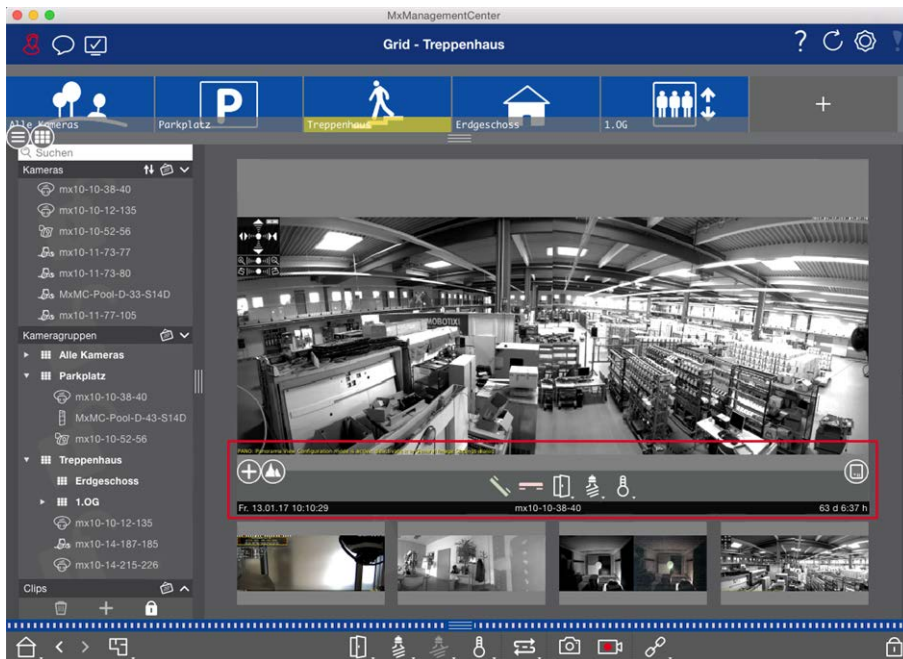 MxManagementCenter
Grid - Treppenhaus
?
P
Alle Kameras
Parkplatz
Treppenhaus
Erdgeschoss
1.OG
+
Suchen
Kameras
mx10-10-38-40
mx10-10-12-135
mx10-10-52-56
mx10-11-73-77
mx10-11-73-80
MxMC-Pool-D-33-S14D
mx10-11-77-105
Kameragruppen
Alle Kameras
Parkplatz
mx10-10-38-40
MxMC-Pool-D-43-S14D
mx10-10-52-56
Treppenhaus
Erdgeschoss
1.OG
mx10-10-12-135
mx10-14-187-185
mx10-14-215-226
Clips
MOBOTIX
Fr. 13.01.17 10:10:29
mx10-10-38-40
63 d 6:37 h